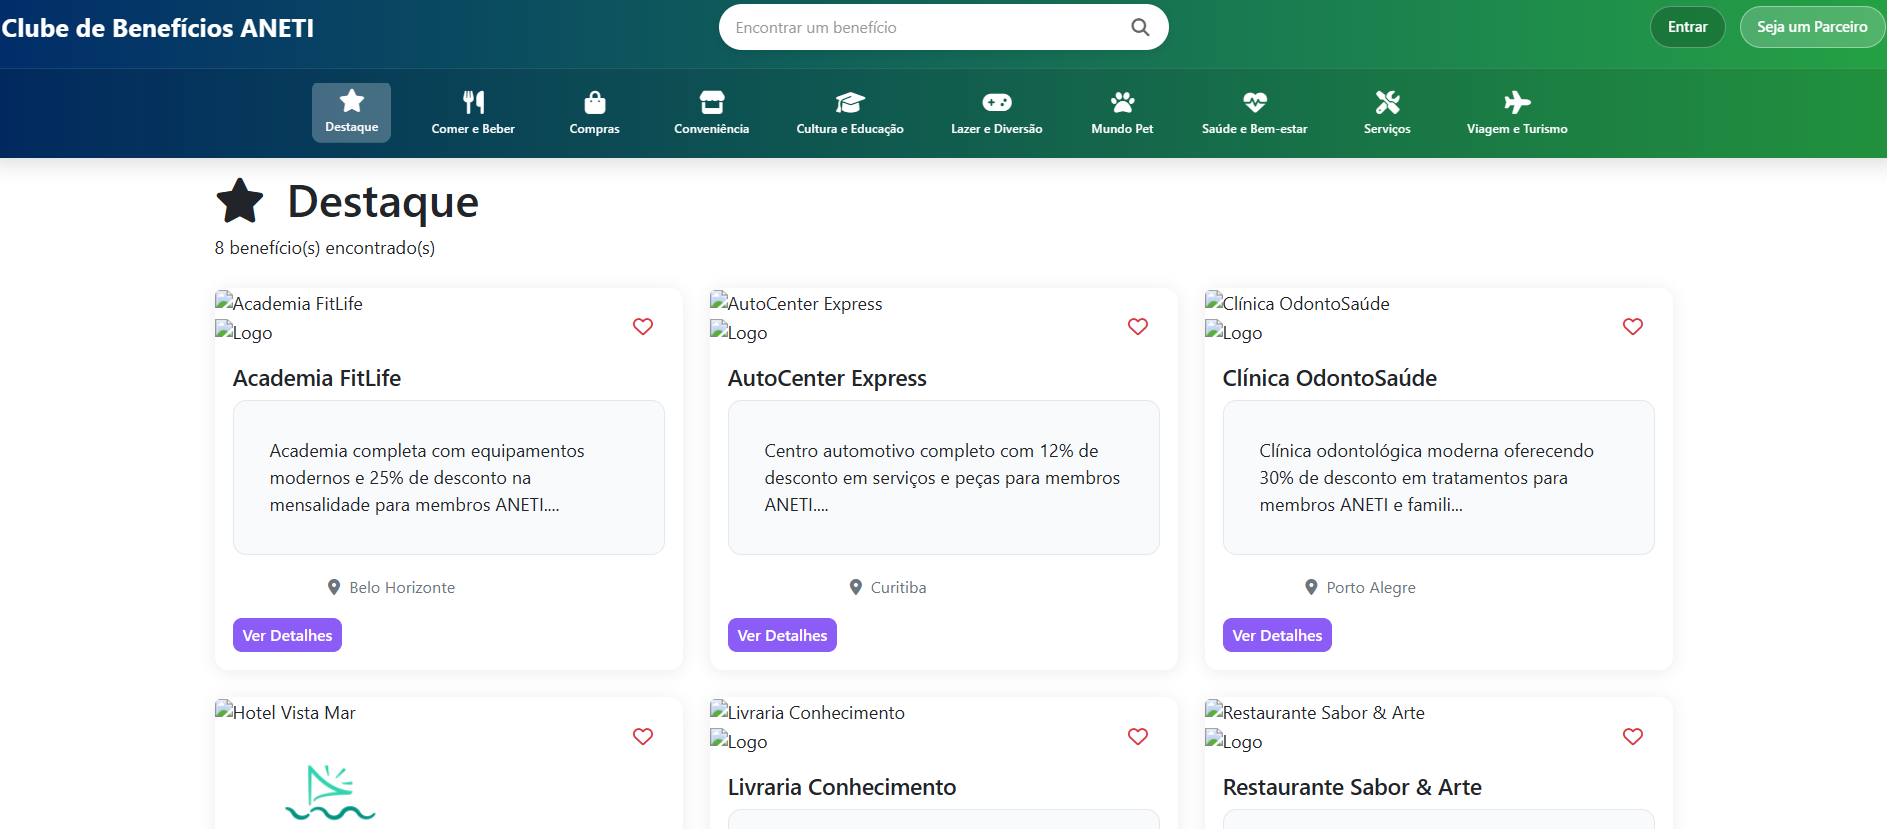 Clube de Benefícios ANETI
Encontrar um benefício
Entrar
Seja um Parceiro
Destaque
Comer e Beber
Compras
Conveniência
Cultura e Educação
Lazer e Diversão
Mundo Pet
Saúde e Bem-estar
Serviços
Viagem e Turismo
Destaque
8 benefício(s) encontrado(s)
Academia FitLife
Logo
Academia FitLife
Academia completa com equipamentos
modernos e 25% de desconto na
mensalidade para membros ANETI....
Belo Horizonte
Ver Detalhes
AutoCenter Express
Logo
AutoCenter Express
Centro automotivo completo com 12% de
desconto em serviços e peças para membros
ANETI....
Curitiba
Ver Detalhes
Clínica OdontoSaúde
Logo
Clínica OdontoSaúde
Clínica odontológica moderna oferecendo
30% de desconto em tratamentos para
membros ANETI e famili...
Porto Alegre
Ver Detalhes
Hotel Vista Mar
Livraria Conhecimento
Logo
Livraria Conhecimento
Restaurante Sabor & Arte
Logo
Restaurante Sabor & Arte